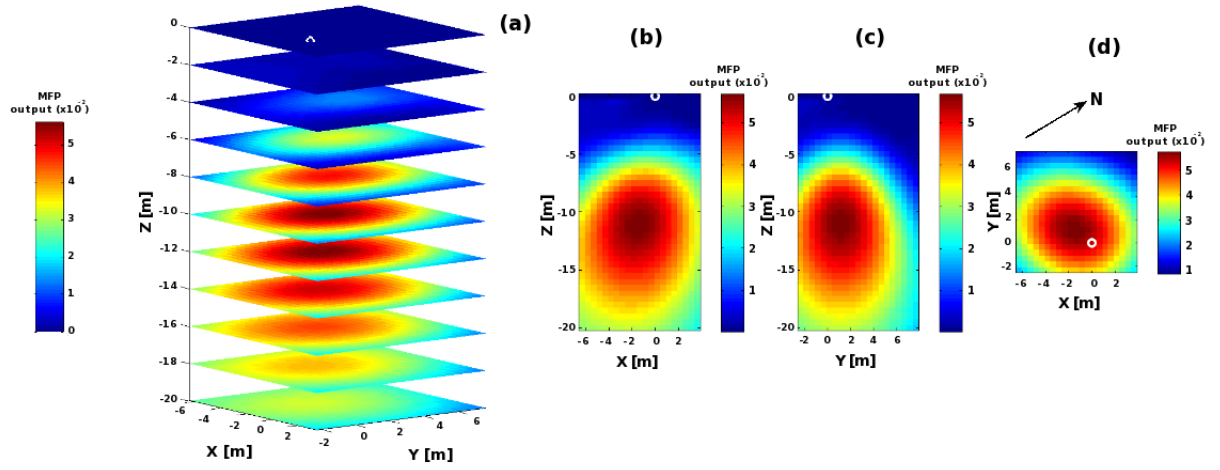 (a)
MFP
output (x10⁻²)
5
4
3
2
1
0
0
-2
-4
-6
-8
-10
-12
-14
-16
-18
-20
Z [m]
-6
-4
-2
0
2
X [m]
-2
0
2
4
6
Y [m]
(b)
MFP
output (x10⁻²)
0
-5
-10
-15
-20
Z [m]
-6 -4 -2 0 2
X [m]
5
4
3
2
1
(c)
MFP
output (x10⁻²)
0
-5
-10
-15
-20
Z [m]
-2 0 2 4 6
Y [m]
5
4
3
2
1
(d)
N
MFP
output (x10⁻²)
6
4
2
0
-2
Y [m]
-6 -4 -2 0 2
X [m]
5
4
3
2
1